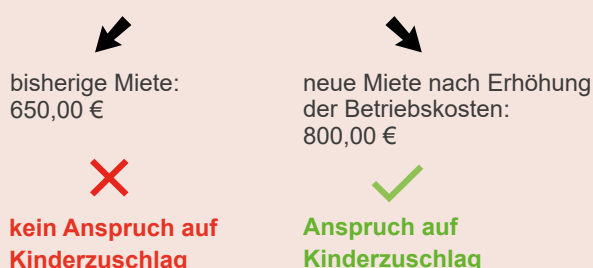 bisherige Miete:
650,00 €
kein Anspruch auf
Kinderzuschlag
neue Miete nach Erhöhung
der Betriebskosten:
800,00 €
Anspruch auf
Kinderzuschlag